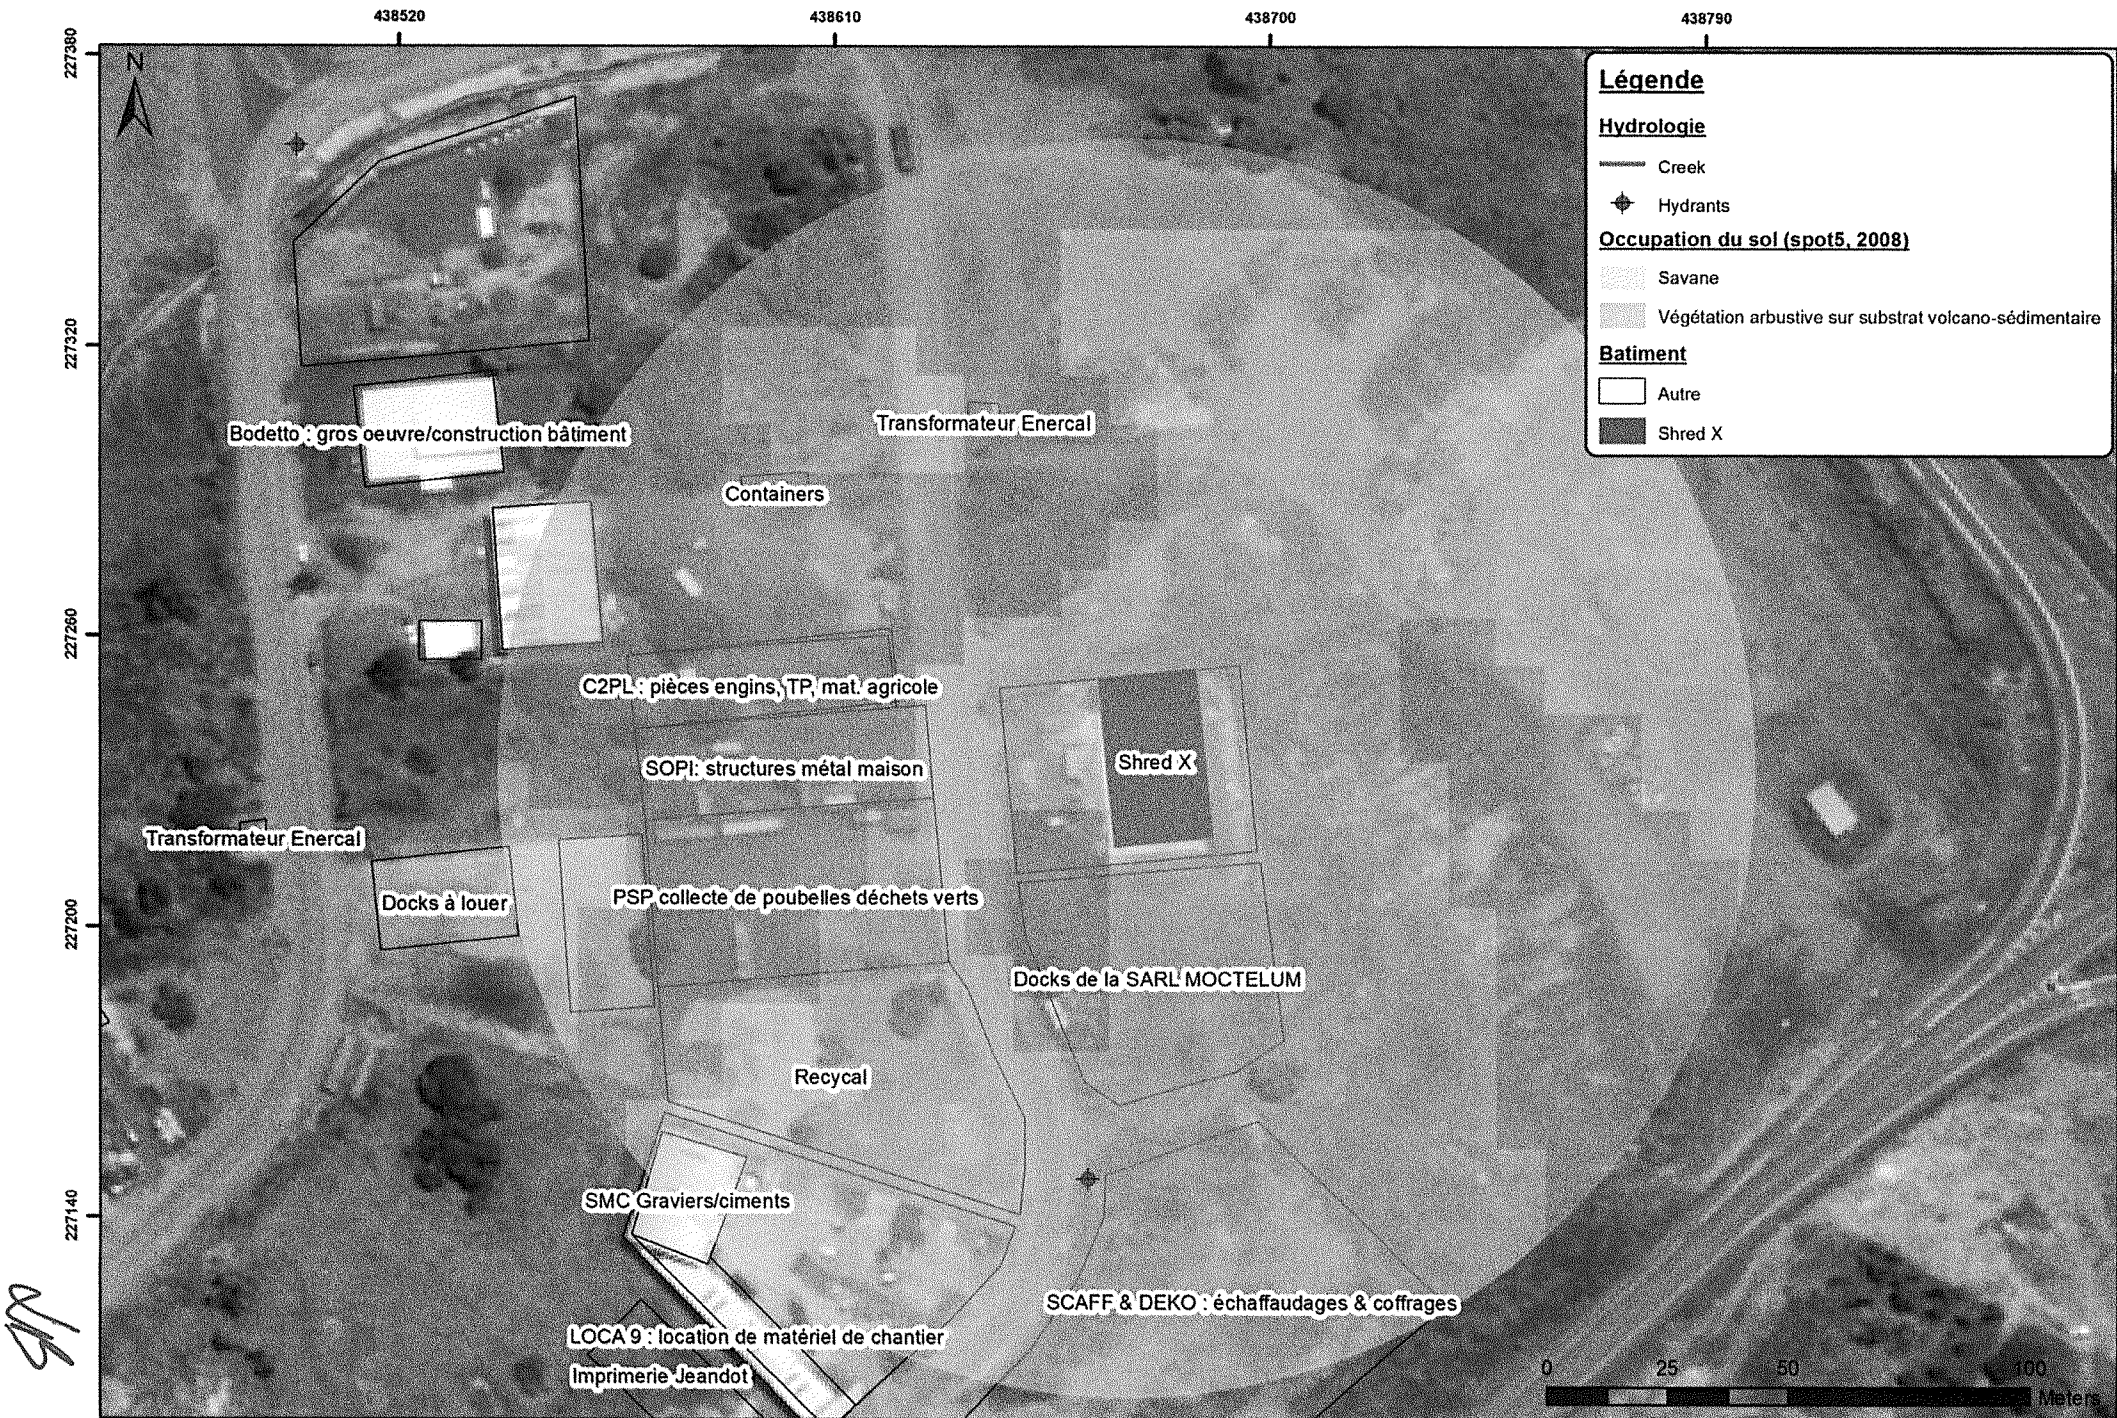 438520
438610
438700
438790
227380
N
Légende
Hydrologie
Creek
Hydrants
Occupation du sol (spot5, 2008)
Savane
Végétation arbustive sur substrat volcano-sédimentaire
Batiment
Autre
Shred X
227320
Transformateur Enercal
Bodetto : gros oeuvre/construction bâtiment
Containers
227260
C2PL : pièces engins, TP, mat. agricole
Shred X
SOPI: structures métal maison
Transformateur Enercal
PSP collecte de poubelles déchets verts
Docks à louer
227200
Docks de la SARL MOCTELUM
Recycal
SMC Graviers/ciments
227140
SCAFF & DEKO : échaffaudages & coffrages
LOCA 9 : location de matériel de chantier
Imprimerie Jeandot
0 25 50 100
Meters